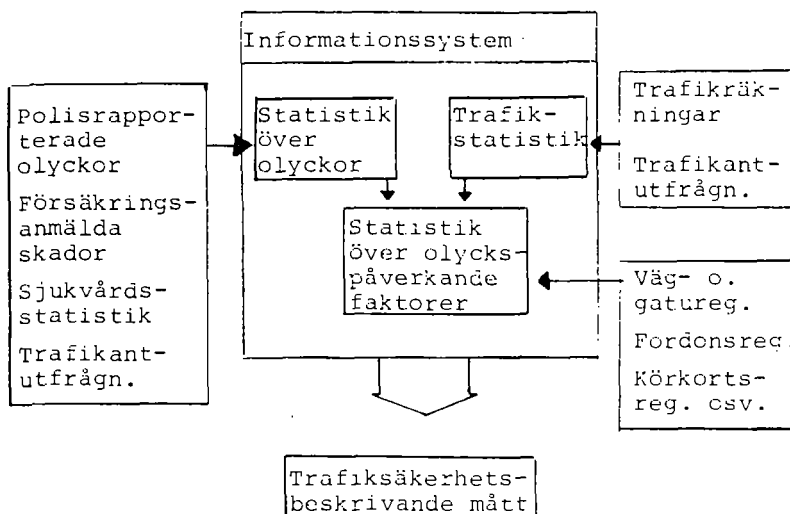 Informationssystem
Polisrappor-
terade
olyckor
Försäkrings-
anmälda
skador
Sjukvårds-
statistik
Trafikant-
utfrågn.
Statistik
över
olyckor
Trafik-
statistik
Statistik
över olycks-
påverkande
faktorer
Trafikräk-
ningar
Trafikant-
utfrågn.
Väg- o.
gatureg.
Fordonsreg.
Körkorts-
reg. osv.
Trafiksäkerhets-
beskrivande mått